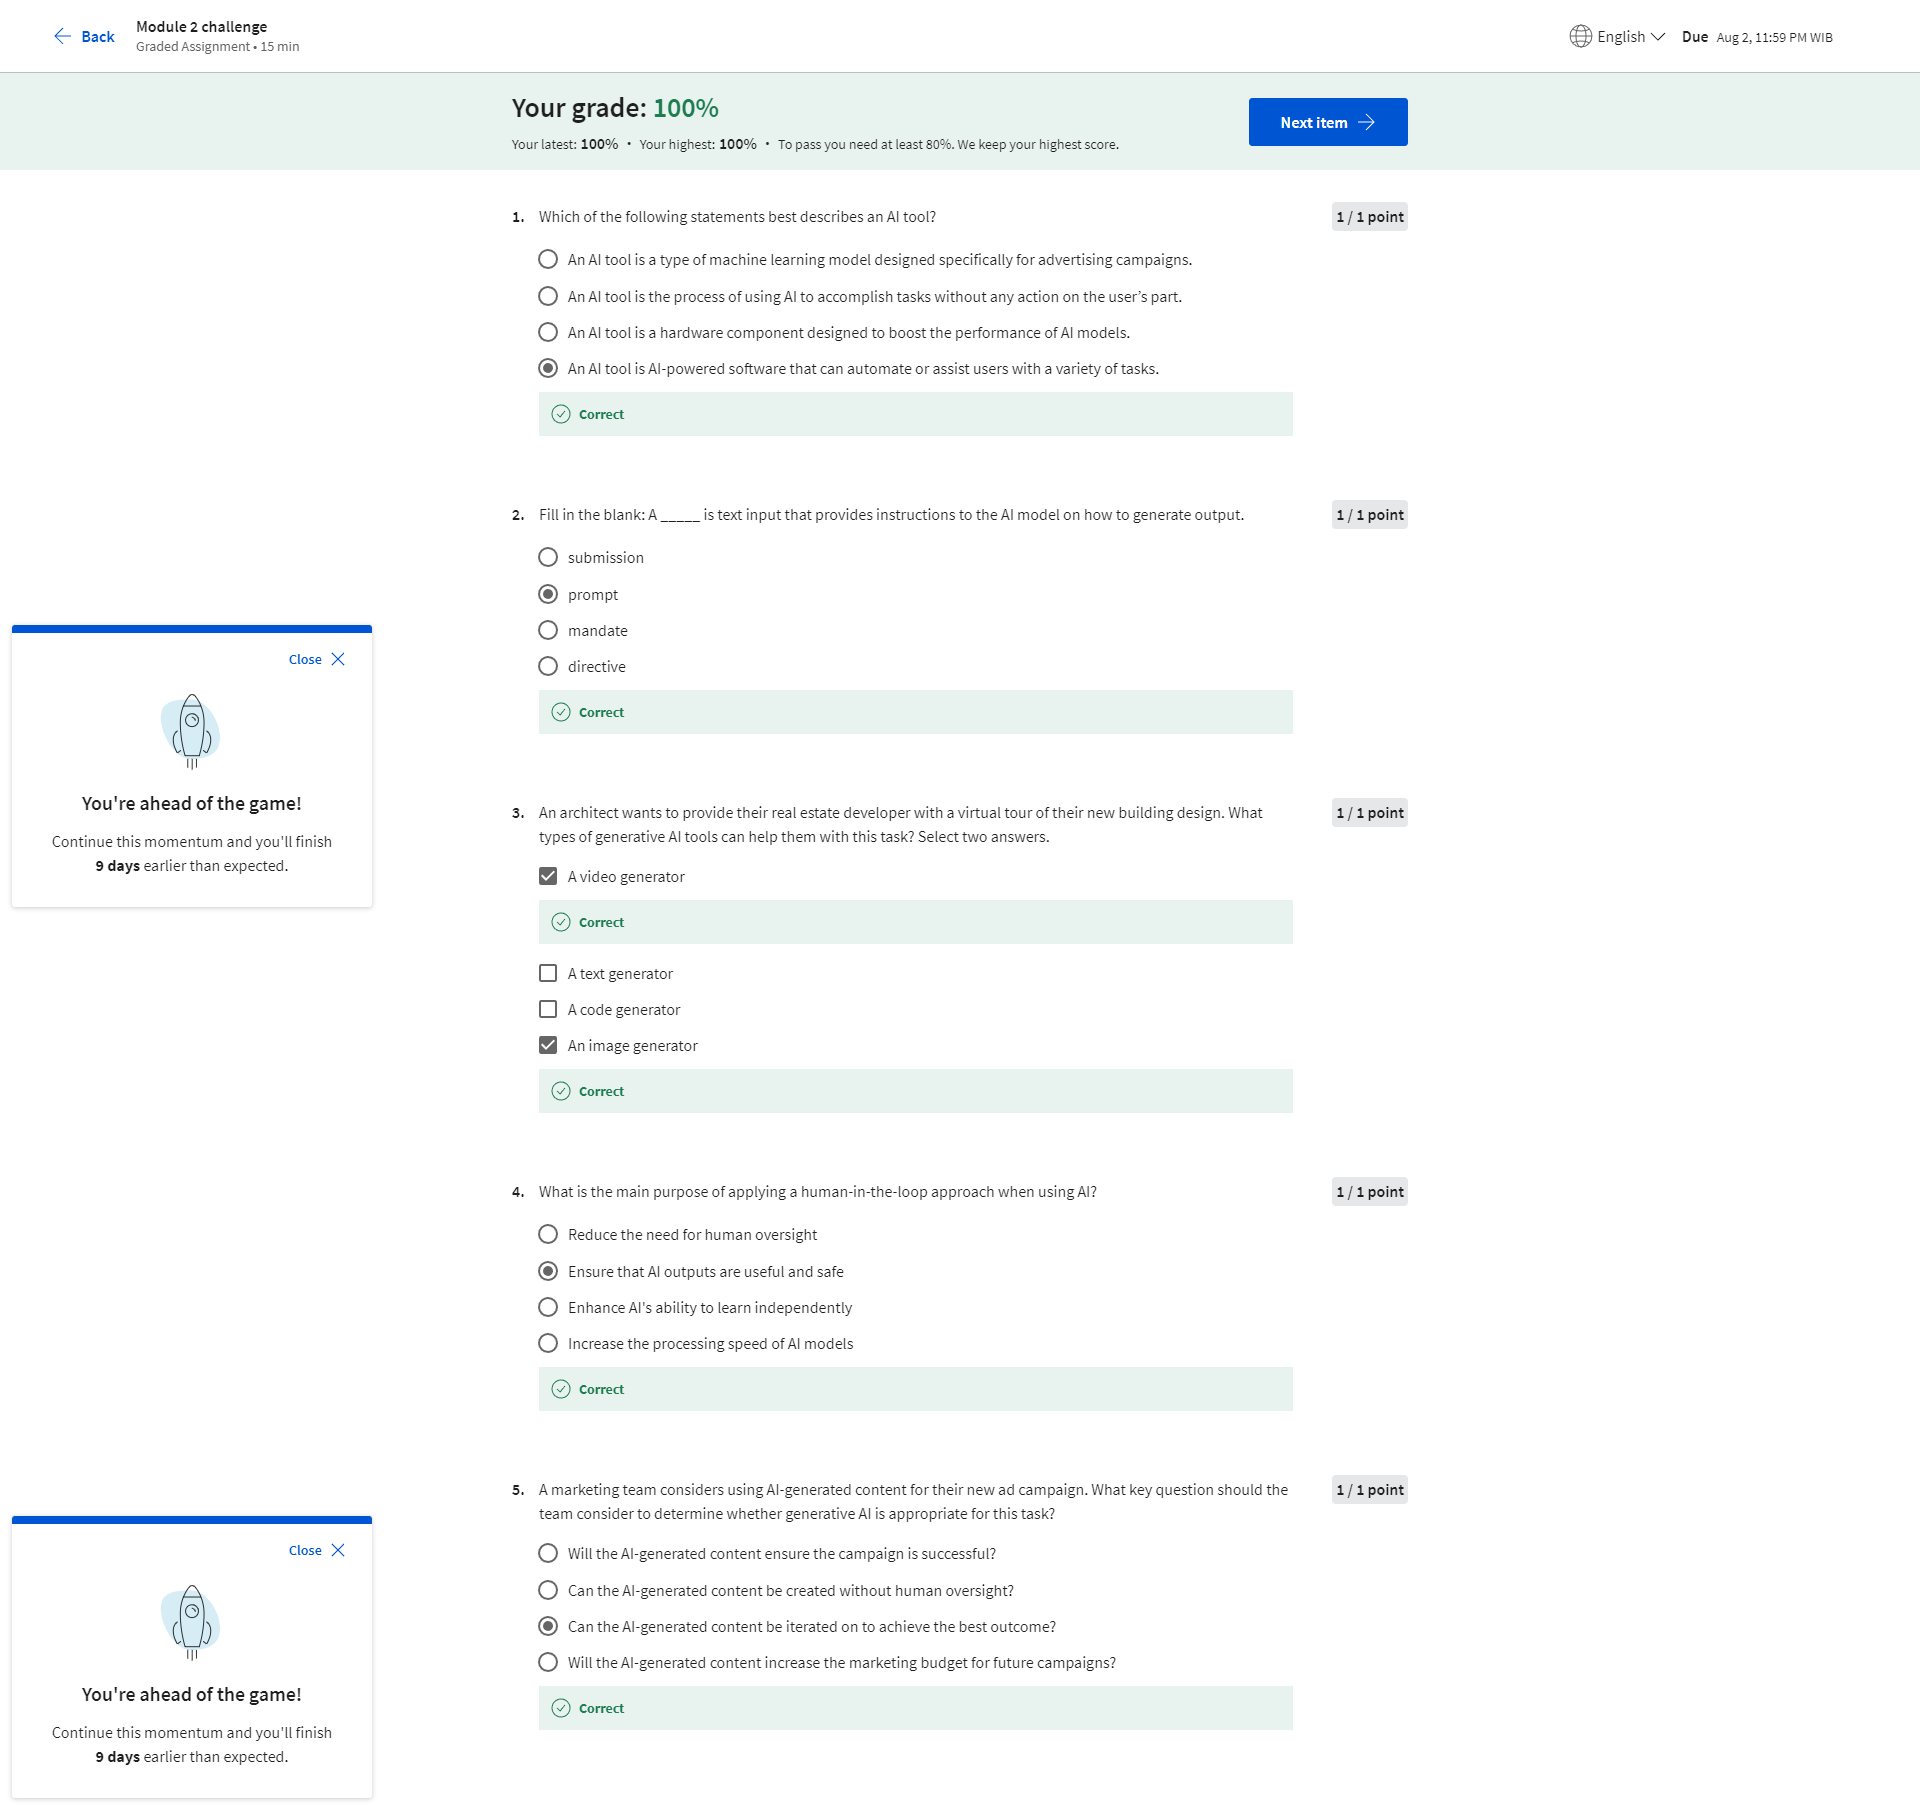 Back
Module 2 challenge
Graded Assignment • 15 min
English
Due Aug 2, 11:59 PM WIB
Your grade: 100%
Your latest: 100% • Your highest: 100% • To pass you need at least 80%. We keep your highest score.
Next item
1. Which of the following statements best describes an AI tool?
1 / 1 point
An AI tool is a type of machine learning model designed specifically for advertising campaigns.
An AI tool is the process of using AI to accomplish tasks without any action on the user’s part.
An AI tool is a hardware component designed to boost the performance of AI models.
An AI tool is AI-powered software that can automate or assist users with a variety of tasks.
Correct
2. Fill in the blank: A _____ is text input that provides instructions to the AI model on how to generate output.
1 / 1 point
submission
prompt
mandate
directive
Correct
Close
You're ahead of the game!
Continue this momentum and you'll finish
9 days earlier than expected.
3. An architect wants to provide their real estate developer with a virtual tour of their new building design. What
types of generative AI tools can help them with this task? Select two answers.
1 / 1 point
A video generator
Correct
A text generator
A code generator
An image generator
Correct
4. What is the main purpose of applying a human-in-the-loop approach when using AI?
1 / 1 point
Reduce the need for human oversight
Ensure that AI outputs are useful and safe
Enhance AI's ability to learn independently
Increase the processing speed of AI models
Correct
5. A marketing team considers using AI-generated content for their new ad campaign. What key question should the
team consider to determine whether generative AI is appropriate for this task?
1 / 1 point
Will the AI-generated content ensure the campaign is successful?
Can the AI-generated content be created without human oversight?
Can the AI-generated content be iterated on to achieve the best outcome?
Will the AI-generated content increase the marketing budget for future campaigns?
Correct
Close
You're ahead of the game!
Continue this momentum and you'll finish
9 days earlier than expected.